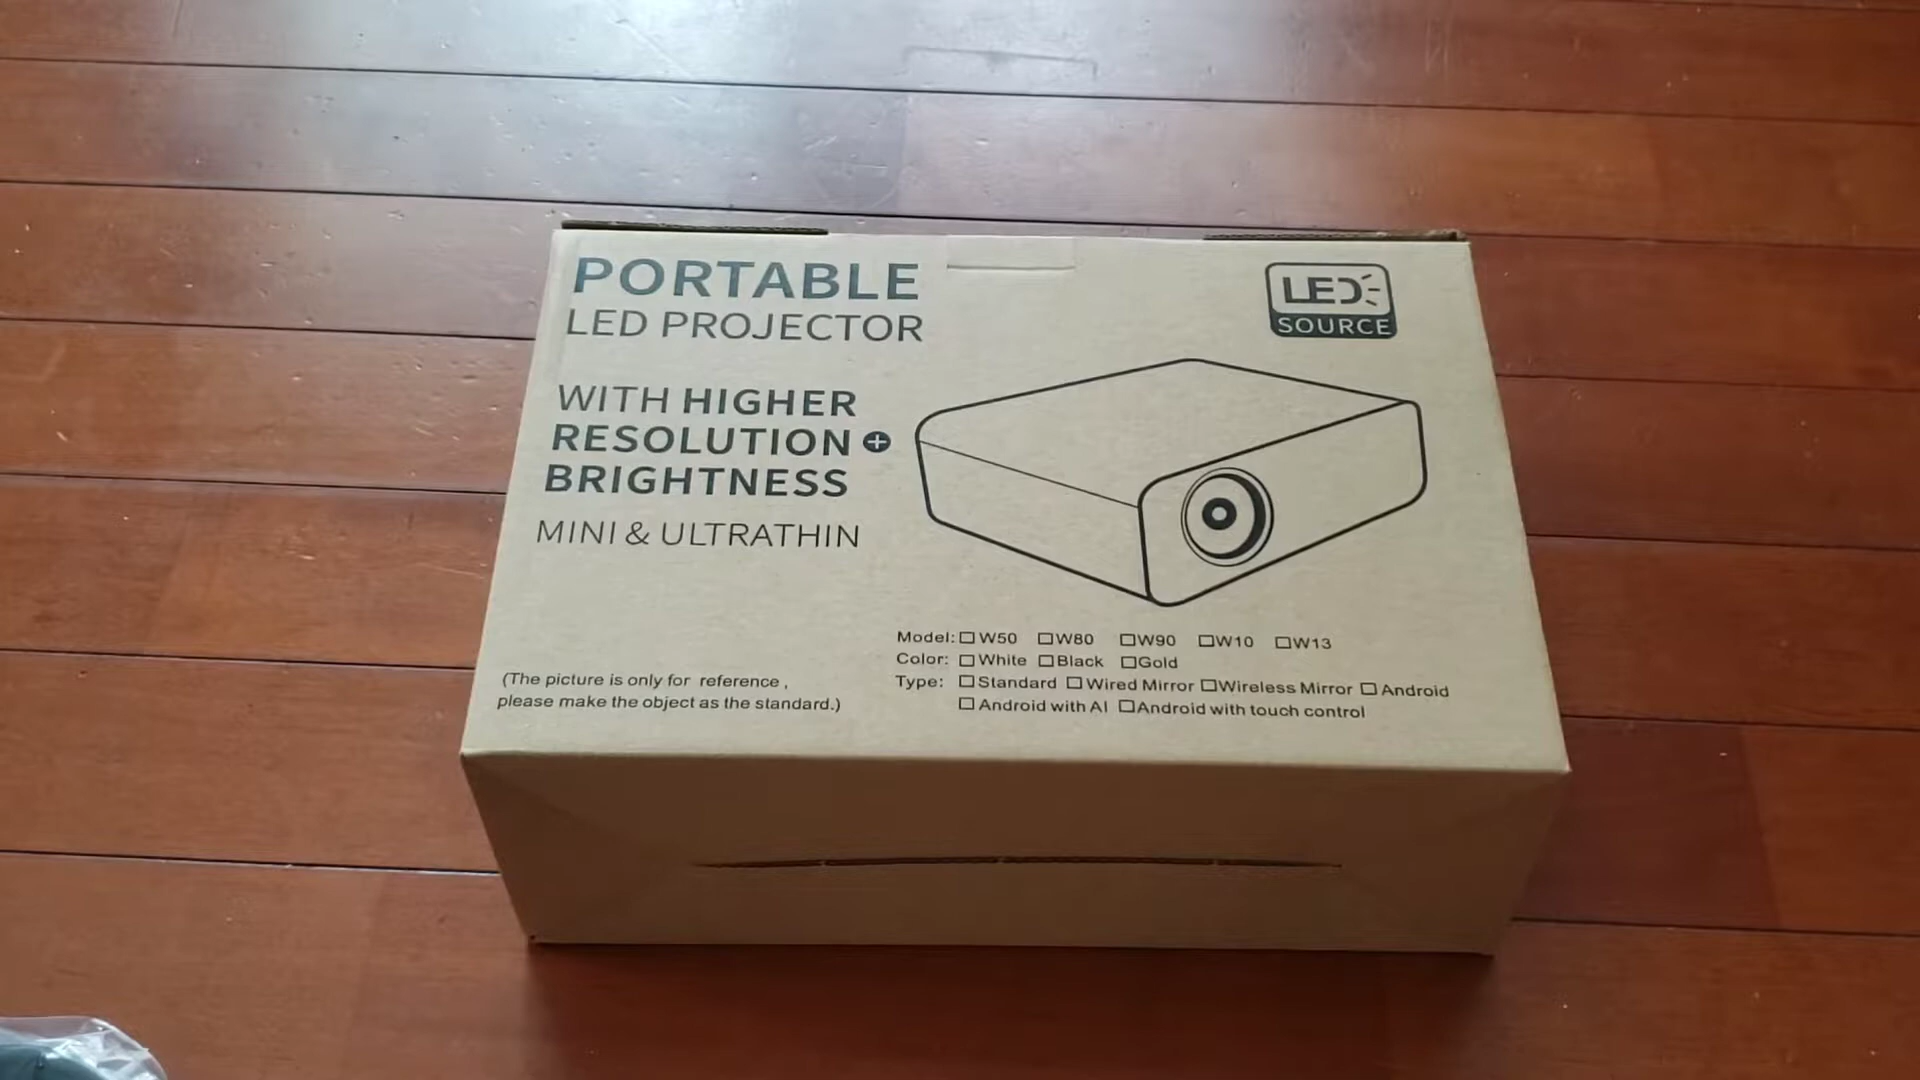 PORTABLE
LED PROJECTOR
LED
SOURCE
WITH HIGHER
RESOLUTION +
BRIGHTNESS
MINI & ULTRATHIN
(The picture is only for reference,
please make the object as the standard.)
Model: □W50 □W80 □W90 □W10 □W13
Color: □White □Black □Gold
Type: □Standard □Wired Mirror □Wireless Mirror □Android
□Android with AI □Android with touch control